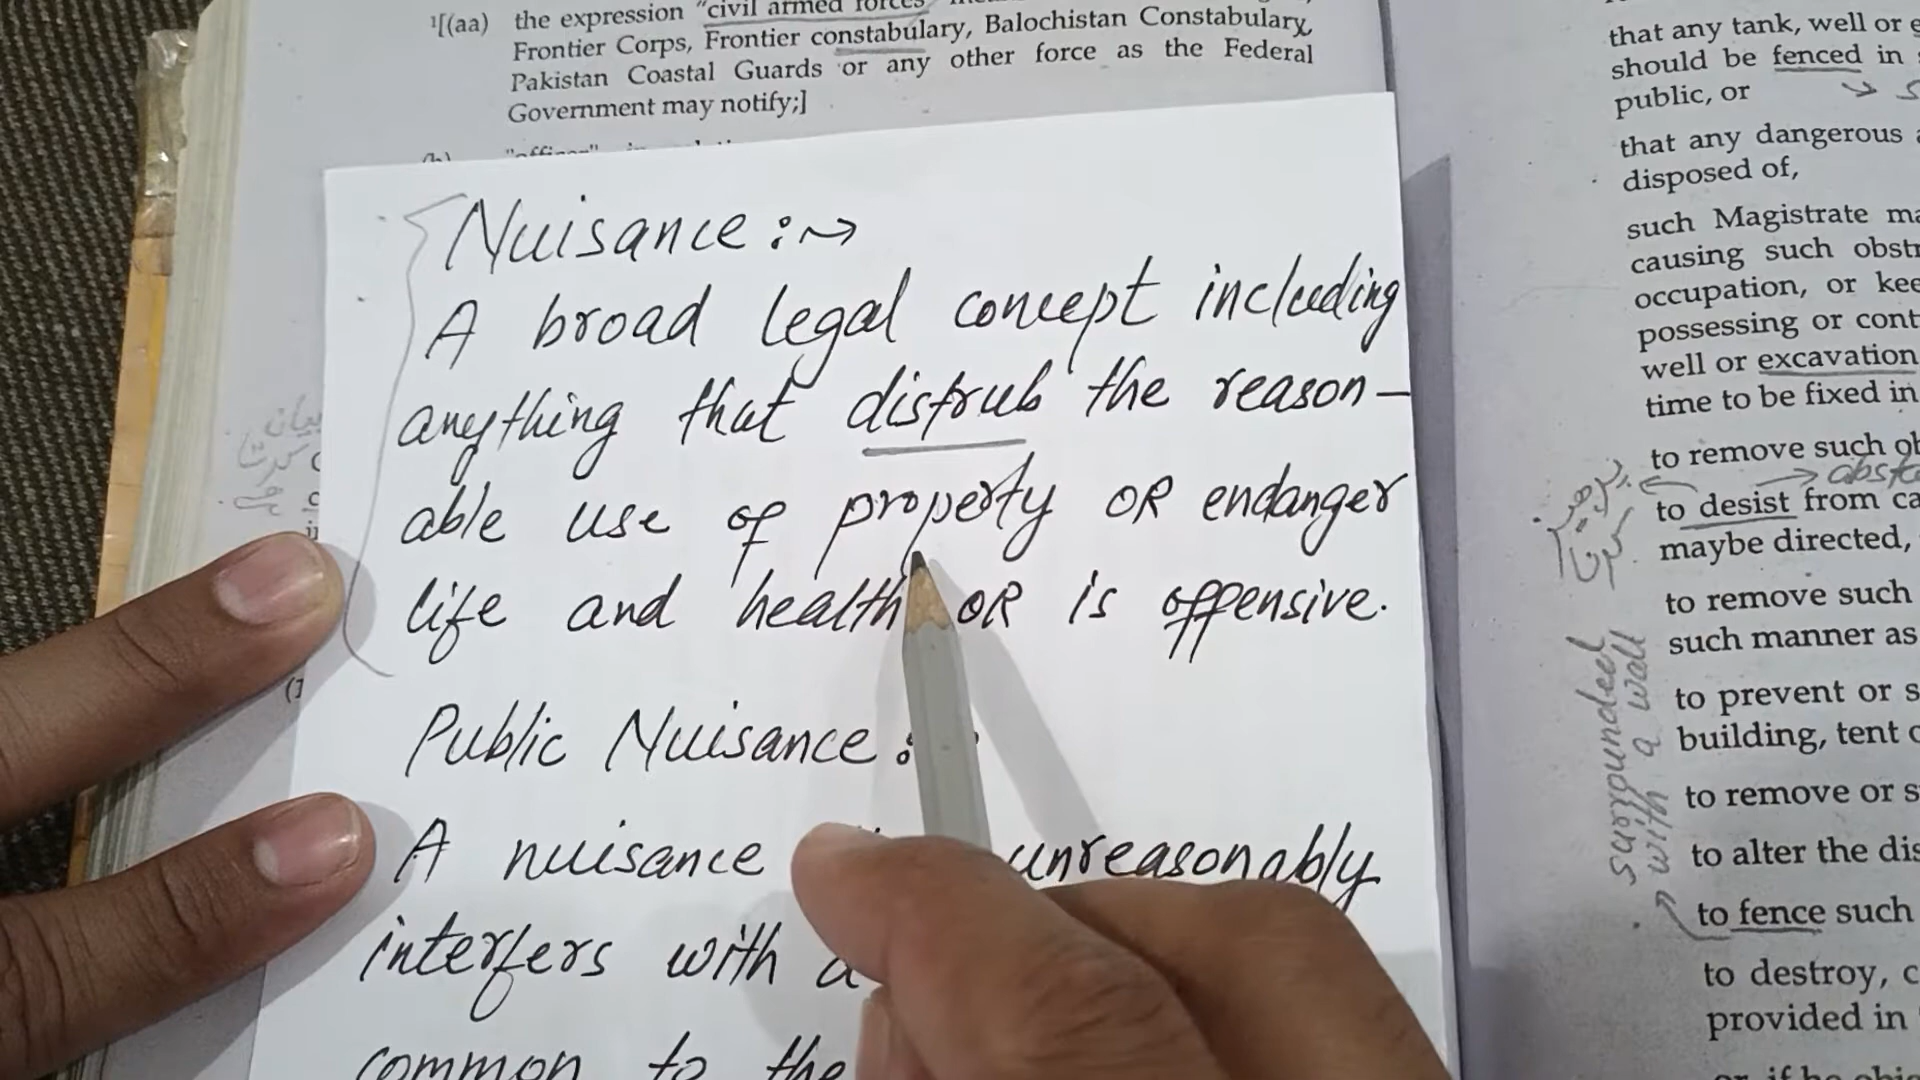 ¹[(aa) the expression "civil armed forces"
Frontier Corps, Frontier constabulary, Balochistan Constabulary,
Pakistan Coastal Guards or any other force as the Federal
Government may notify;]
Nuisance:
A broad legal concept including
anything that distrub the reason-
able use of property OR endanger
life and health OR is offensive.
Public Nuisance:
A nuisance unreasonably
interfers with a
common to the
that any tank, well or
should be fenced in
public, or
that any dangerous
disposed of,
such Magistrate
causing such
occupation, or
possessing or
well or excavation
time to be fixed in
to remove such
to desist from
maybe directed,
to remove such
such manner as
to prevent or
building, tent
to remove or
to alter the
to fence such
to destroy,
provided in
surrounded
with a wall